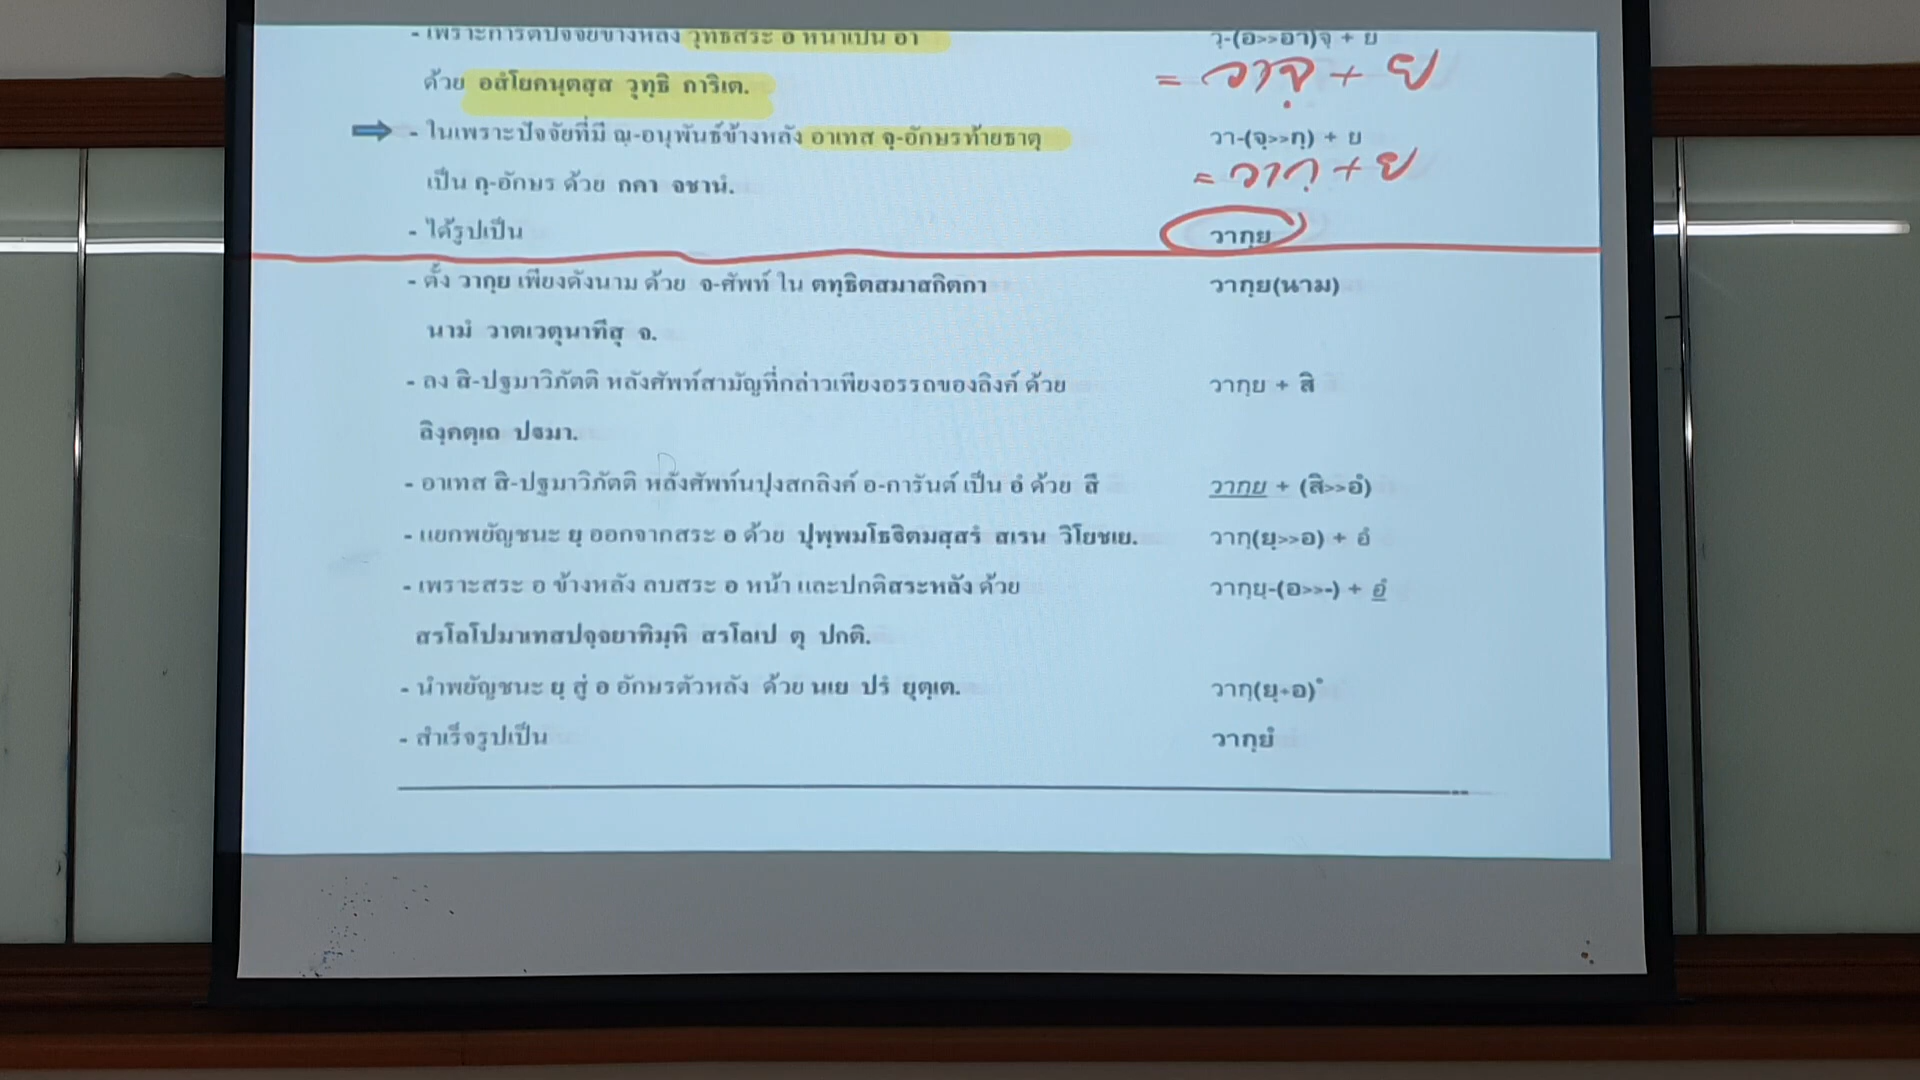 - เพราะการิตปัจจัยข้างหลัง วุทธิสระ อ หน้าเป็น อา วฺ-(อ>>อา)จฺ + ย
ด้วย อสํโยคนฺตสฺส วุทฺธิ การิเต. = วาจฺ + ย
- ในเพราะปัจจัยที่มี ณฺ-อนุพันธ์ข้างหลัง อาเทส จฺ-อักษรท้ายธาตุ วา-(จฺ>>กฺ) + ย
เป็น กฺ-อักษร ด้วย กคา จชานํ. = วากฺ + ย
- ได้รูปเป็น วากฺย
- ตั้ง วากฺย เพียงดังนาม ด้วย จ-ศัพท์ ใน ตทฺธิตสมาสกิตกา วากฺย(นาม)
นามํ วาตเวตุนาทีสุ จ.
- ลง สิ-ปฐมาวิภัตติ หลังศัพท์สามัญที่กล่าวเพียงอรรถของลิงค์ ด้วย วากฺย + สิ
ลิงฺคตฺเถ ปฐมา.
- อาเทส สิ-ปฐมาวิภัตติ หลังศัพท์นปุงสกลิงค์ อ-การันต์ เป็น อํ ด้วย สึ วากฺย + (สิ>>อํ)
- แยกพยัญชนะ ยฺ ออกจากสระ อ ด้วย ปุพฺพมโธฐิตมสฺสรํ สเรน วิโยชเย. วากฺ(ยฺ>>อ) + อํ
- เพราะสระ อ ข้างหลัง ลบสระ อ หน้า และปกติสระหลัง ด้วย วากฺยฺ-(อ>>-) + อํ
สรโลโปมาเทสปจฺจยาทิมฺหิ สรโลเป ตุ ปกติ.
- นำพยัญชนะ ยฺ สู่ อ อักษรตัวหลัง ด้วย นเย ปรํ ยุตฺเต. วากฺ(ยฺ+อ)ํ
- สำเร็จรูปเป็น วากฺยํ